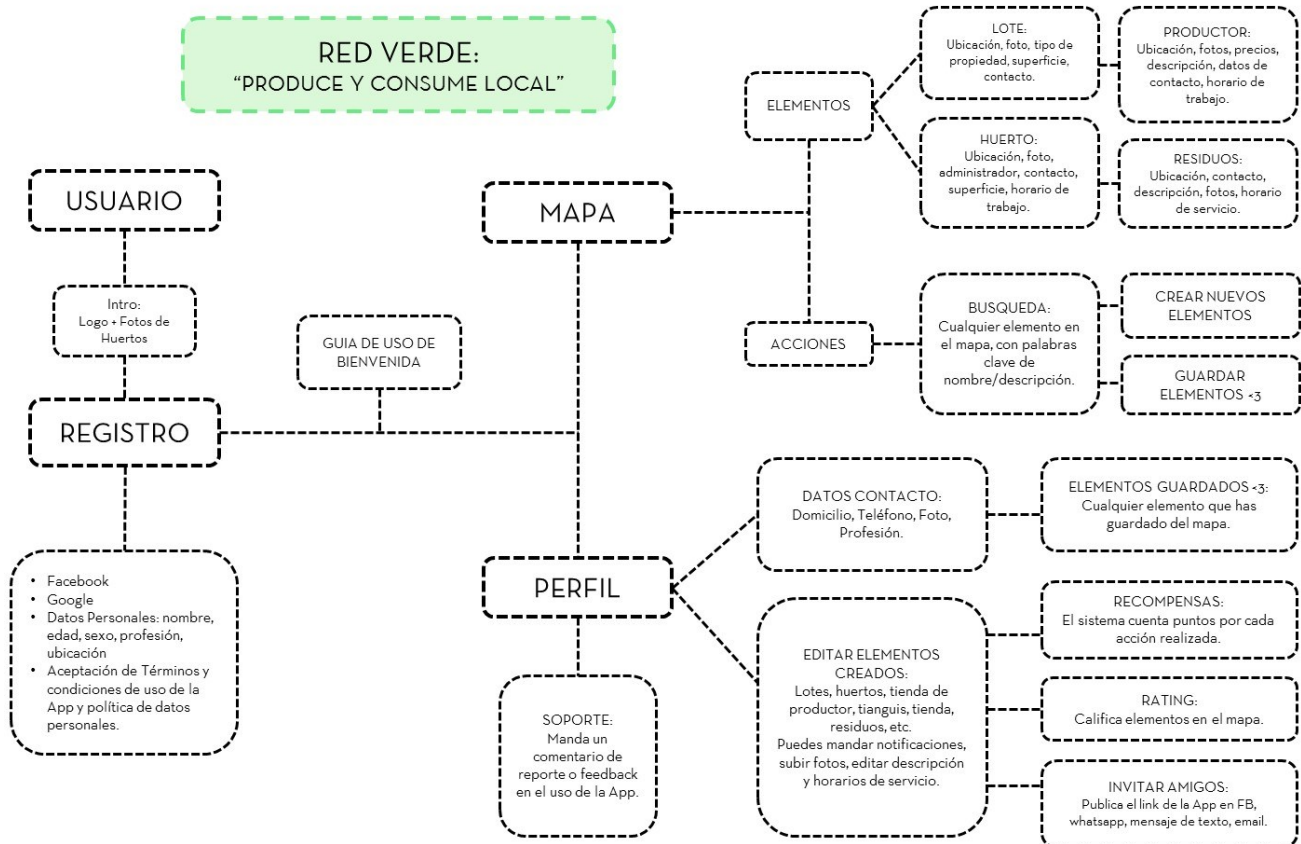 RED VERDE:
“PRODUCE Y CONSUME LOCAL”
USUARIO
Intro:
Logo + Fotos de
Huertos
REGISTRO
• Facebook
• Google
• Datos Personales: nombre,
edad, sexo, profesión,
ubicación
• Aceptación de Términos y
condiciones de uso de la
App y política de datos
personales.
GUIA DE USO DE
BIENVENIDA
MAPA
ELEMENTOS
LOTE:
Ubicación, foto, tipo de
propiedad, superficie,
contacto.
PRODUCTOR:
Ubicación, fotos, precios,
descripción, datos de
contacto, horario de
trabajo.
HUERTO:
Ubicación, foto,
administrador, contacto,
superficie, horario de
trabajo.
RESIDUOS:
Ubicación, contacto,
descripción, fotos, horario
de servicio.
ACCIONES
BUSQUEDA:
Cualquier elemento en
el mapa, con palabras
clave de
nombre/descripción.
CREAR NUEVOS
ELEMENTOS
GUARDAR
ELEMENTOS <3
PERFIL
SOPORTE:
Manda un
comentario de
reporte o feedback
en el uso de la App.
DATOS CONTACTO:
Domicilio, Teléfono, Foto,
Profesión.
ELEMENTOS GUARDADOS <3:
Cualquier elemento que has
guardado del mapa.
EDITAR ELEMENTOS
CREADOS:
Lotes, huertos, tienda de
productor, tianguis, tienda,
residuos, etc.
Puedes mandar notificaciones,
subir fotos, editar descripción
y horarios de servicio.
RECOMPENSAS:
El sistema cuenta puntos por cada
acción realizada.
RATING:
Califica elementos en el mapa.
INVITAR AMIGOS:
Publica el link de la App en FB,
whatsapp, mensaje de texto, email.